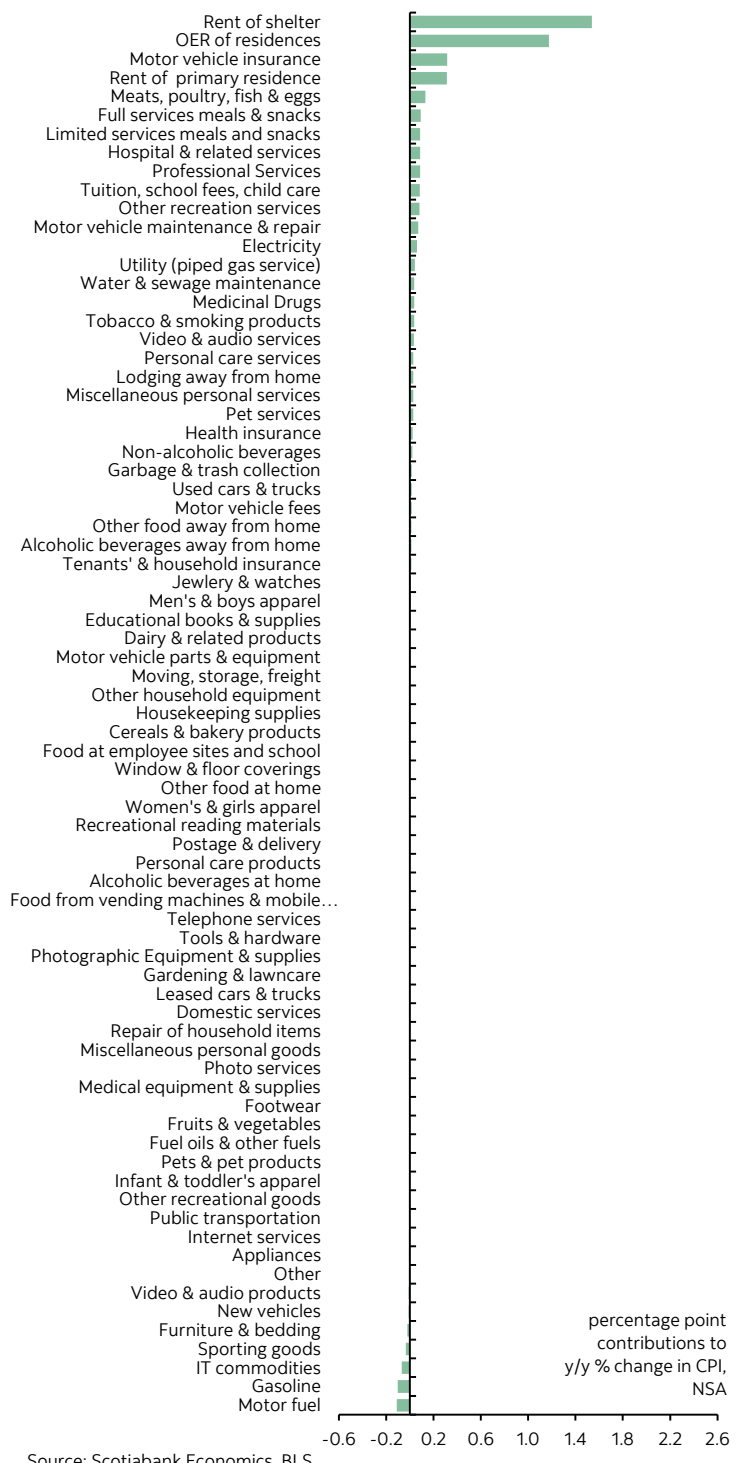 Rent of shelter
OER of residences
Motor vehicle insurance
Rent of  primary residence
Meats, poultry, fish & eggs
Full services meals & snacks
Limited services meals and snacks
Hospital & related services
Professional Services
Tuition, school fees, child care
Other recreation services
Motor vehicle maintenance & repair
Electricity
Utility (piped gas service)
Water & sewage maintenance
Medicinal Drugs
Tobacco & smoking products
Video & audio services
Personal care services
Lodging away from home
Miscellaneous personal services
Pet services
Health insurance
Non-alcoholic beverages
Garbage & trash collection
Used cars & trucks
Motor vehicle fees
Other food away from home
Alcoholic beverages away from home
Tenants' & household insurance
Jewlery & watches
Men's & boys apparel
Educational books & supplies
Dairy & related products
Motor vehicle parts & equipment
Moving, storage, freight
Other household equipment
Housekeeping supplies
Cereals & bakery products
Food at employee sites and school
Window & floor coverings
Other food at home
Women's & girls apparel
Recreational reading materials
Postage & delivery
Personal care products
Alcoholic beverages at home
Food from vending machines & mobile…
Telephone services
Tools & hardware
Photographic Equipment & supplies
Gardening & lawncare
Leased cars & trucks
Domestic services
Repair of household items
Miscellaneous personal goods
Photo services
Medical equipment & supplies
Footwear
Fruits & vegetables
Fuel oils & other fuels
Pets & pet products
Infant & toddler's apparel
Other recreational goods
Public transportation
Internet services
Appliances
Other
Video & audio products
New vehicles
Furniture & bedding
Sporting goods
IT commodities
Gasoline
Motor fuel
percentage point
contributions to
y/y % change in CPI,
NSA
-0.6 -0.2 0.2 0.6 1.0 1.4 1.8 2.2 2.6
Source: Scotiabank Economics, BLS